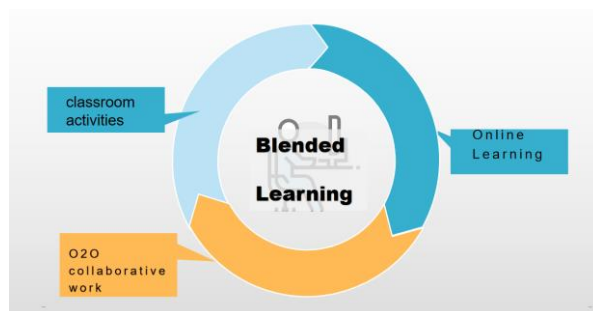 classroom
activities
Blended
Learning
Online
Learning
O2O
collaborative
work